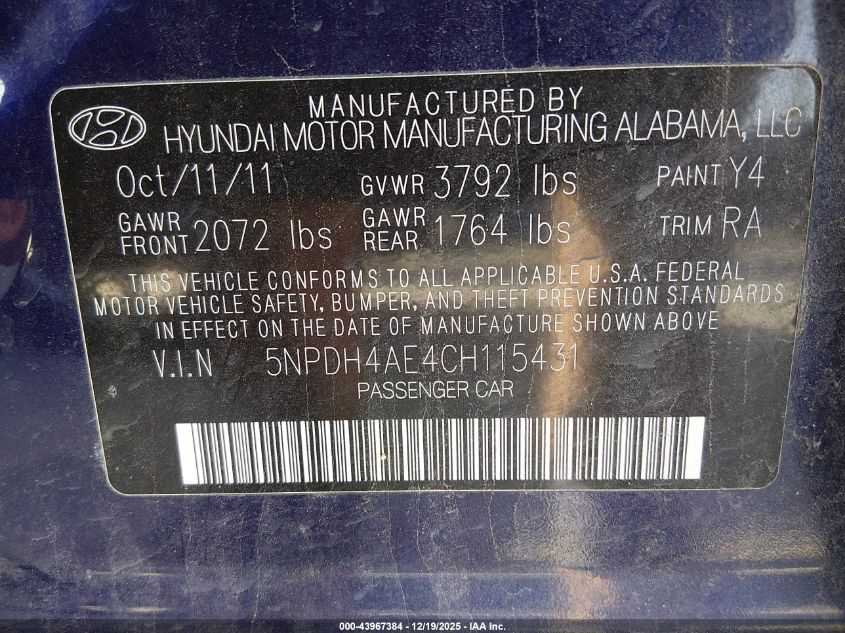 MANUFACTURED BY
HYUNDAI MOTOR MANUFACTURING ALABAMA, LLC
Oct/11/11 GVWR 3792 lbs PAINT Y4
GAWR FRONT 2072 lbs GAWR REAR 1764 lbs TRIM RA
THIS VEHICLE CONFORMS TO ALL APPLICABLE U.S.A. FEDERAL
MOTOR VEHICLE SAFETY, BUMPER, AND THEFT PREVENTION STANDARDS
IN EFFECT ON THE DATE OF MANUFACTURE SHOWN ABOVE
V.I.N 5NPDH4AE4CH115431
PASSENGER CAR
000-43967384 - 12/19/2025 - IAA Inc.